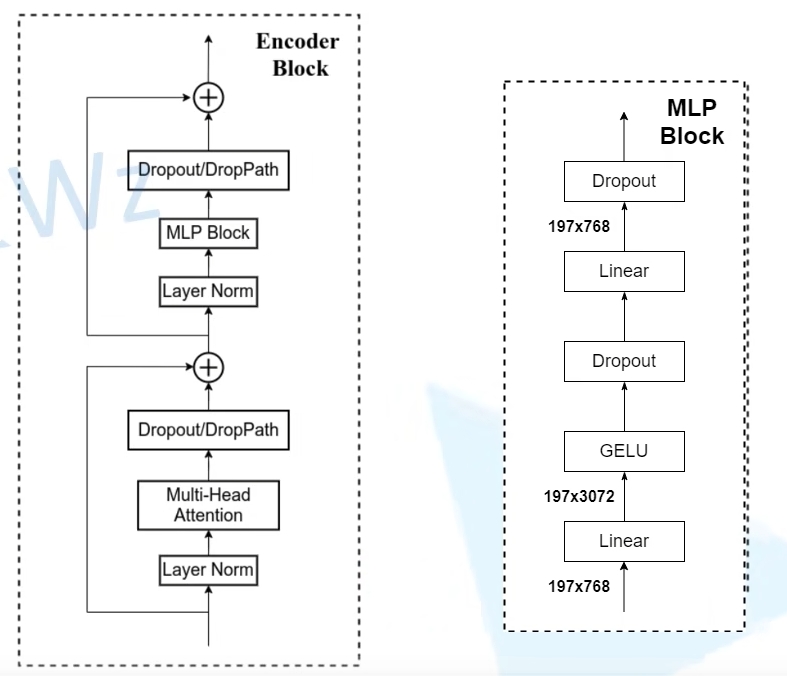 Encoder
Block
+
Dropout/DropPath
MLP Block
Layer Norm
+
Dropout/DropPath
Multi-Head
Attention
Layer Norm
MLP
Block
Dropout
197x768
Linear
Dropout
GELU
197x3072
Linear
197x768